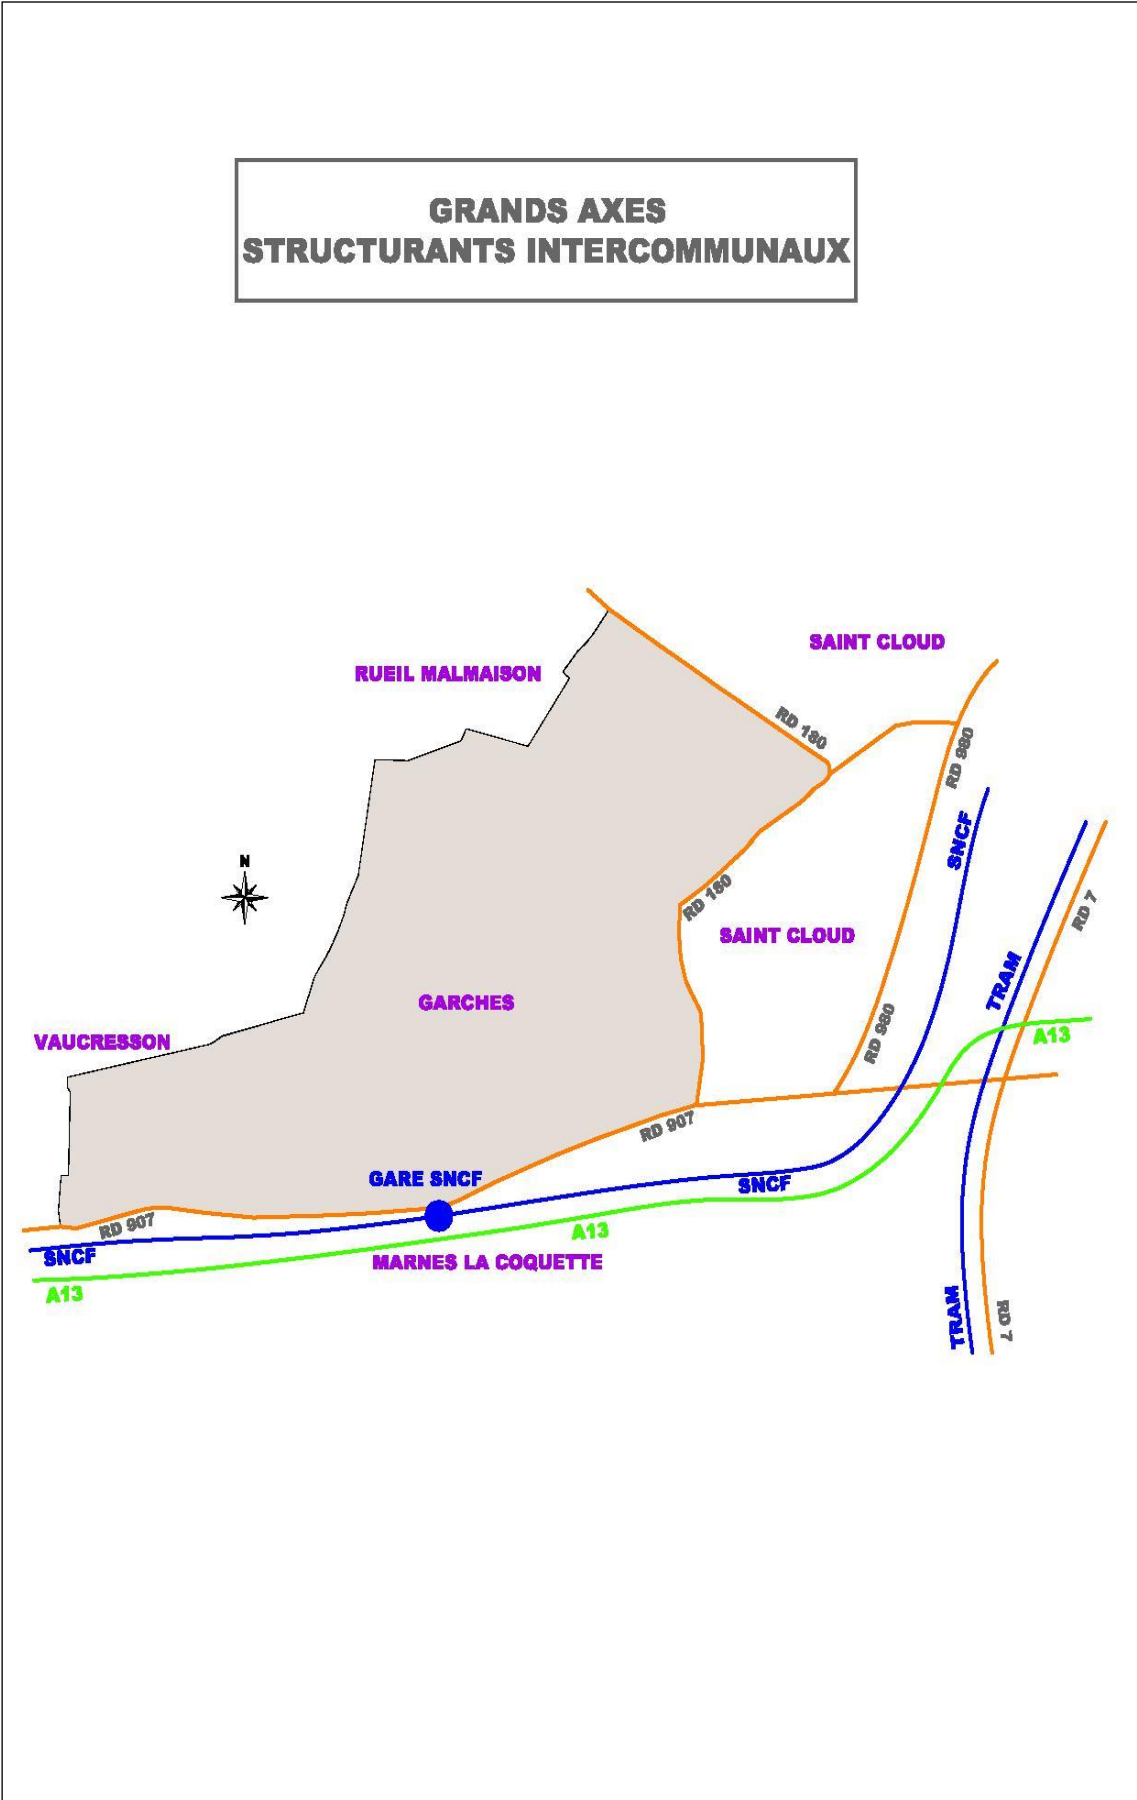 GRANDS AXES
STRUCTURANTS INTERCOMMUNAUX
SAINT CLOUD
RUEIL MALMAISON
RD 180
RD 980
SNCF
N
RD 180
RD 7
SAINT CLOUD
TRAM
GARCHES
RD 980
A13
VAUCRESSON
RD 907
GARE SNCF
SNCF
RD 907
A13
SNCF
MARNES LA COQUETTE
A13
TRAM
RD 7